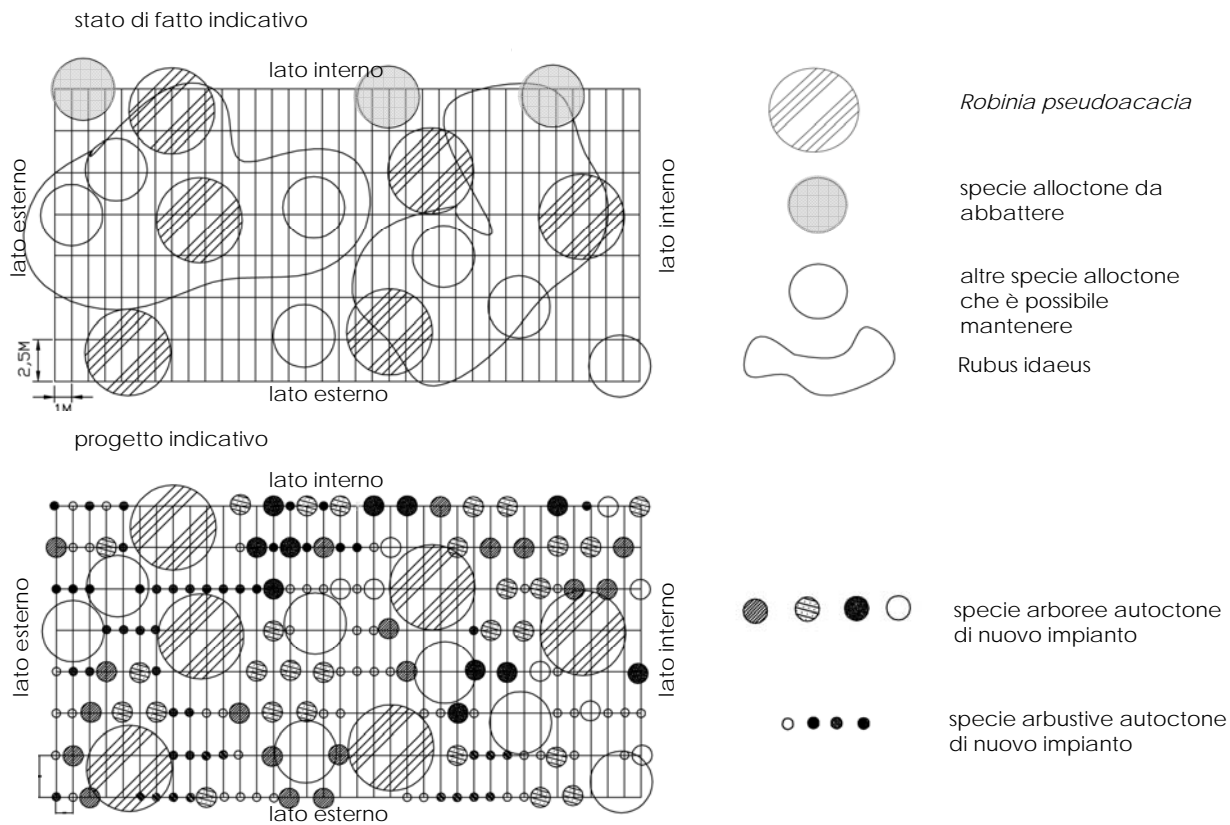 stato di fatto indicativo
lato interno
lato esterno
lato interno
2,5M
1M
lato esterno
Robinia pseudoacacia
specie alloctone da
abbattere
altre specie alloctone
che è possibile
mantenere
Rubus idaeus
progetto indicativo
lato interno
lato esterno
lato interno
lato esterno
specie arboree autoctone
di nuovo impianto
specie arbustive autoctone
di nuovo impianto